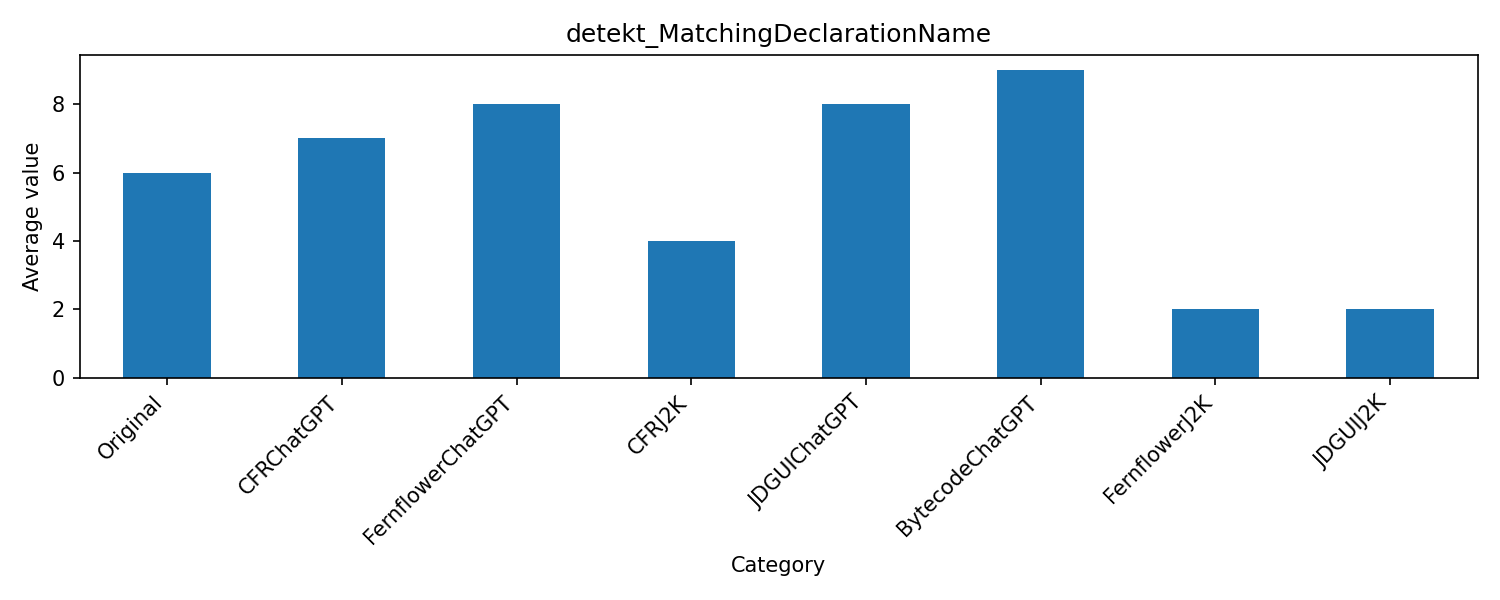 detekt_MatchingDeclarationName
Average value
8
6
4
2
0
Original
CFRChatGPT
FernflowerChatGPT
CFRJ2K
JDGUIChatGPT
BytecodeChatGPT
FernflowerJ2K
JDGUIJ2K
Category